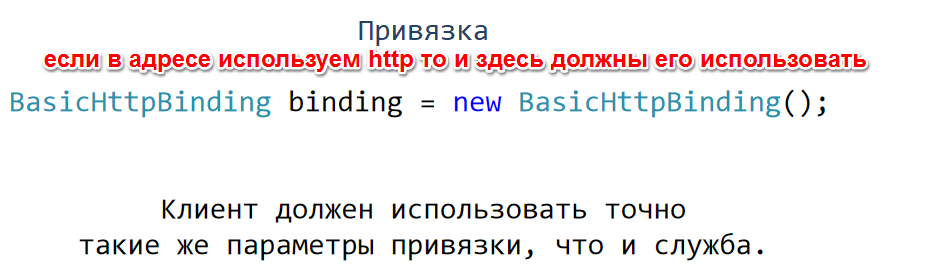 Привязка
если в адресе используем http то и здесь должны его использовать
BasicHttpBinding binding = new BasicHttpBinding();
Клиент должен использовать точно
такие же параметры привязки, что и служба.